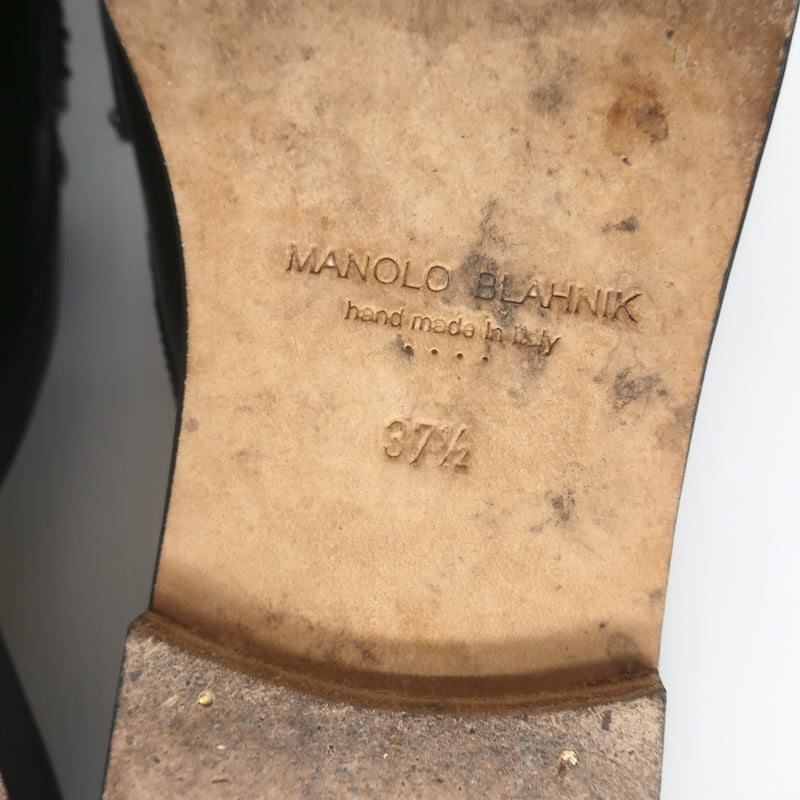 MANOLO BLAHNIK
hand made in Italy
37½